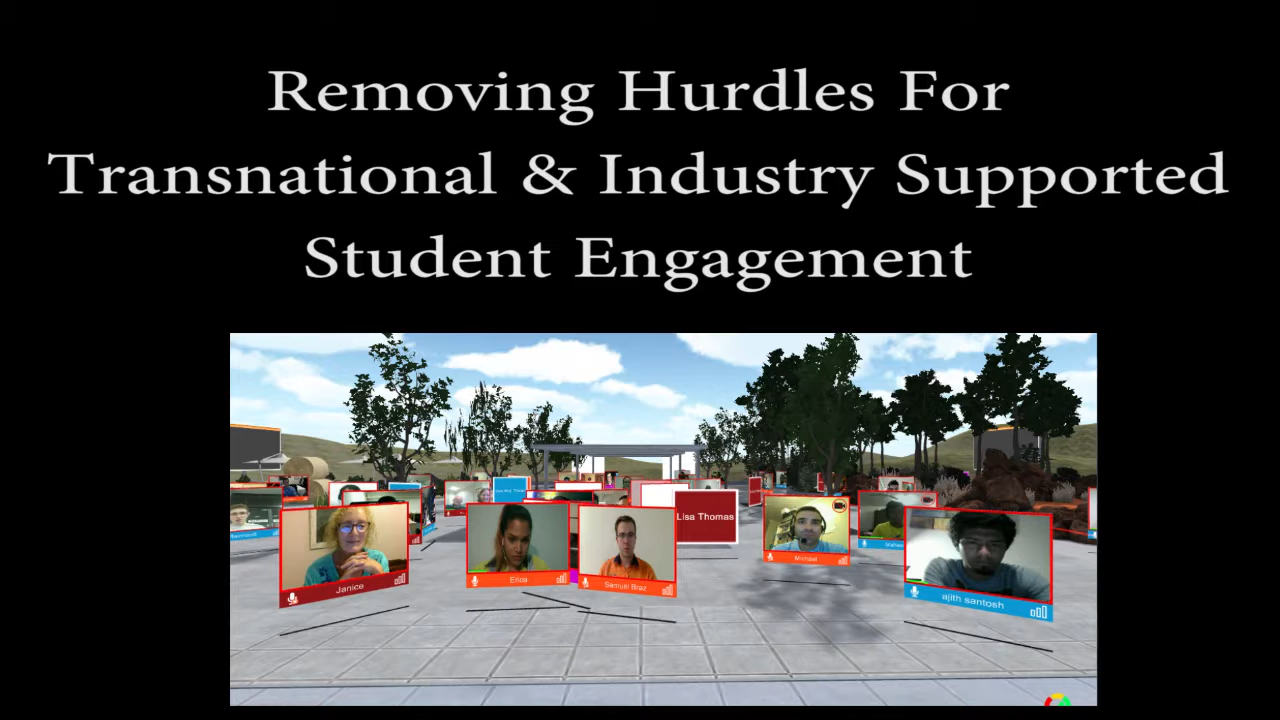 Removing Hurdles For
Transnational & Industry Supported
Student Engagement
Lisa Thomas
Janice
Erica
Samuel Braz
Michael
ajith santosh